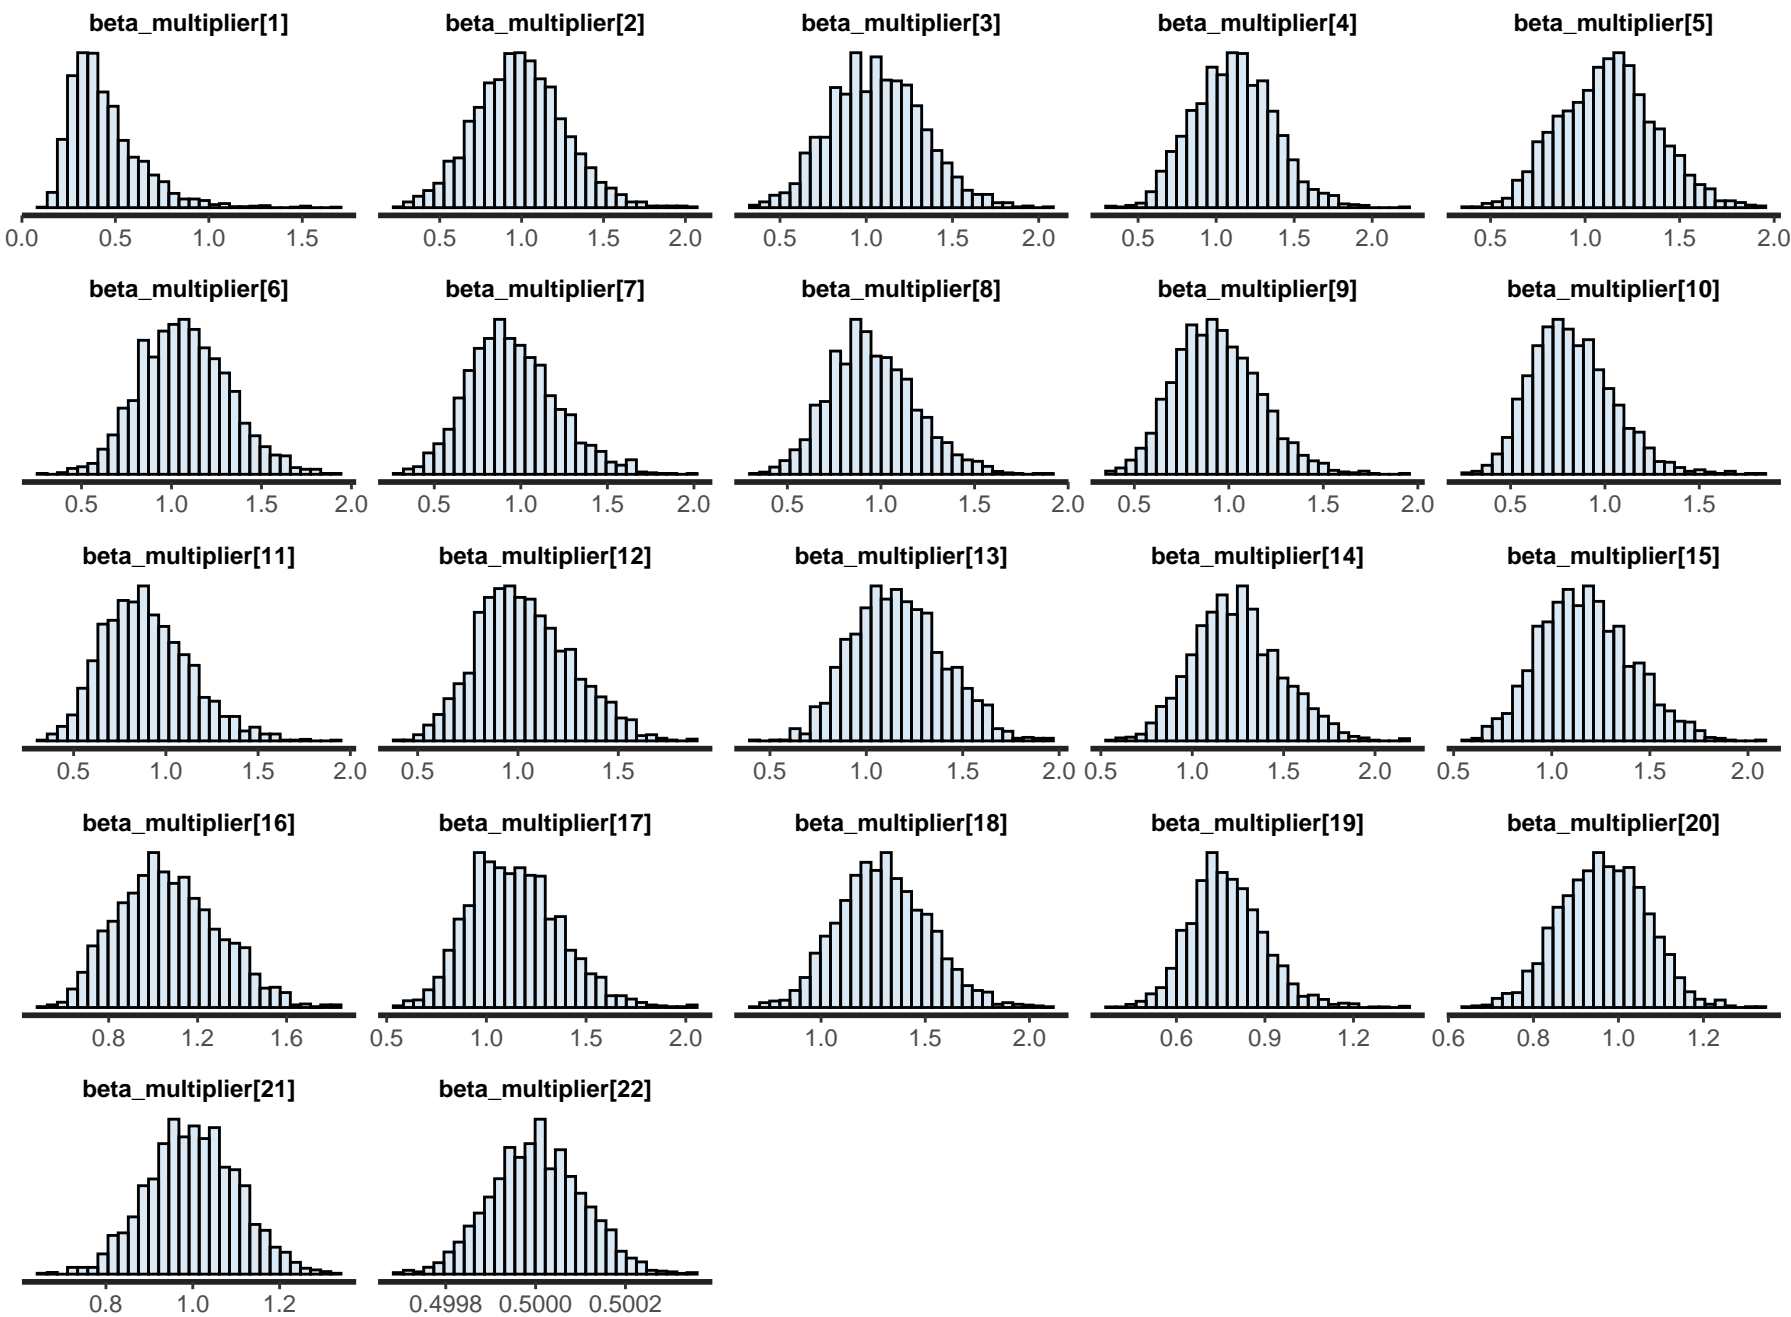 beta_multiplier[1] beta_multiplier[2] beta_multiplier[3] beta_multiplier[4] beta_multiplier[5]
0.0 0.5 1.0 1.5 0.5 1.0 1.5 2.0 0.5 1.0 1.5 2.0 0.5 1.0 1.5 2.0 0.5 1.0 1.5 2.0
beta_multiplier[6] beta_multiplier[7] beta_multiplier[8] beta_multiplier[9] beta_multiplier[10]
0.5 1.0 1.5 2.0 0.5 1.0 1.5 2.0 0.5 1.0 1.5 2.0 0.5 1.0 1.5 2.0 0.5 1.0 1.5
beta_multiplier[11] beta_multiplier[12] beta_multiplier[13] beta_multiplier[14] beta_multiplier[15]
0.5 1.0 1.5 2.0 0.5 1.0 1.5 0.5 1.0 1.5 2.0 0.5 1.0 1.5 2.0 0.5 1.0 1.5 2.0
beta_multiplier[16] beta_multiplier[17] beta_multiplier[18] beta_multiplier[19] beta_multiplier[20]
0.8 1.2 1.6 0.5 1.0 1.5 2.0 1.0 1.5 2.0 0.6 0.9 1.2 0.6 0.8 1.0 1.2
beta_multiplier[21] beta_multiplier[22]
0.8 1.0 1.2 0.4998 0.5000 0.5002